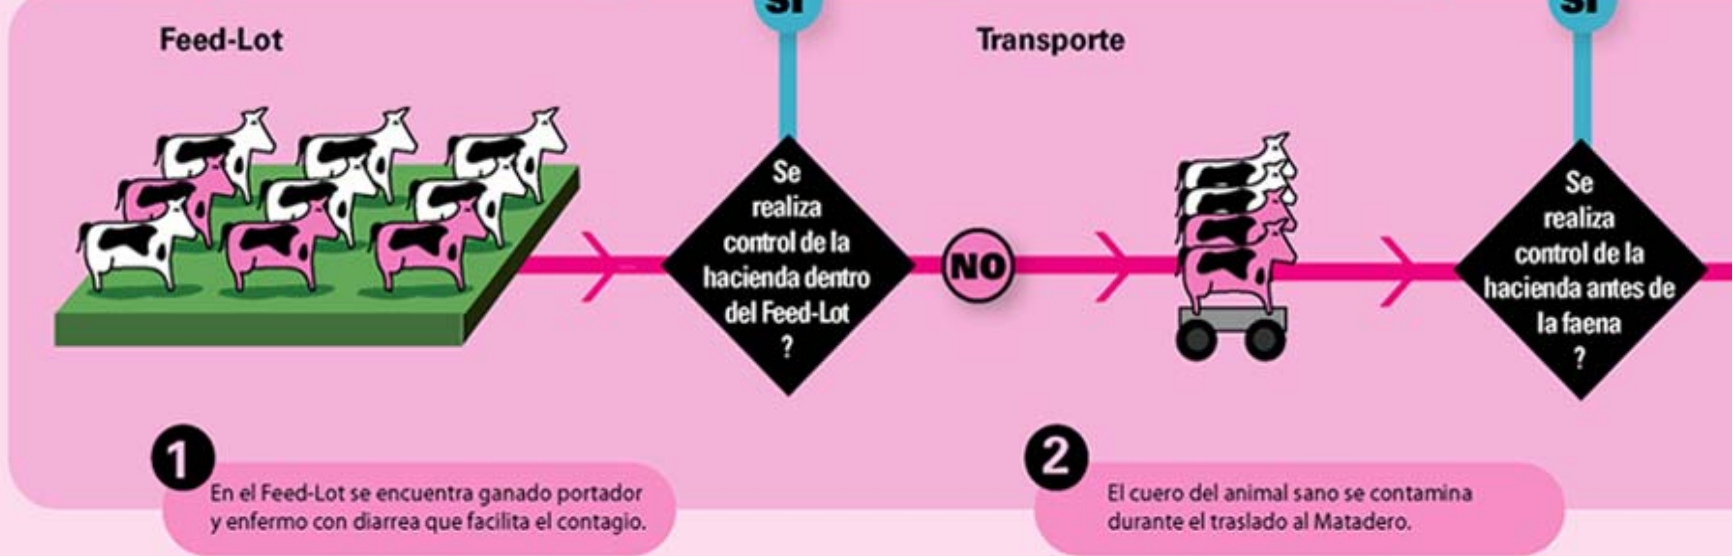 SI
SI
Feed-Lot
Transporte
Se
realiza
control de la
hacienda dentro
del Feed-Lot
?
NO
Se
realiza
control de la
hacienda antes de
la faena
?
1
En el Feed-Lot se encuentra ganado portador
y enfermo con diarrea que facilita el contagio.
2
El cuero del animal sano se contamina
durante el traslado al Matadero.